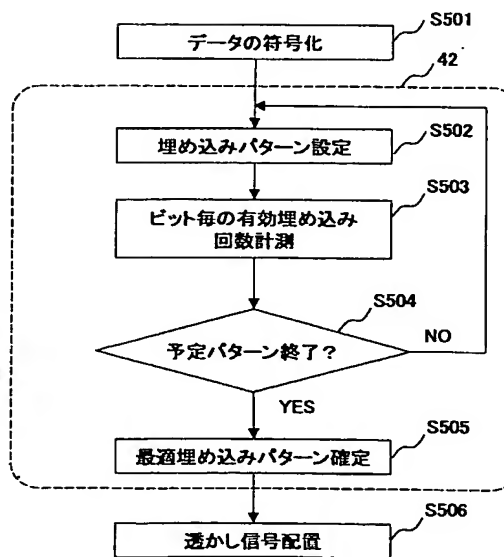 データの符号化
S501
42
埋め込みパターン設定
S502
ビット毎の有効埋め込み
回数計測
S503
予定パターン終了?
S504
NO
YES
最適埋め込みパターン確定
S505
透かし信号配置
S506